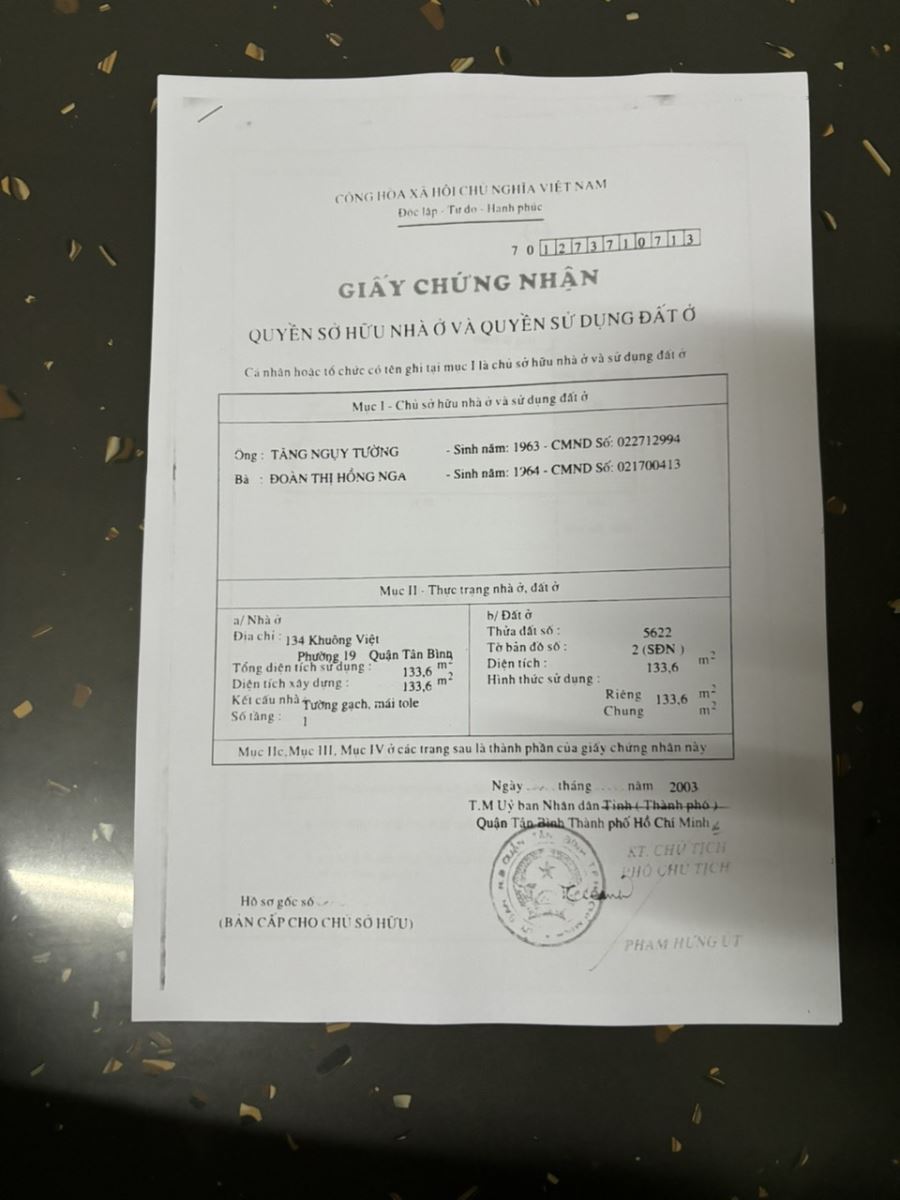 CỘNG HÒA XÃ HỘI CHỦ NGHĨA VIỆT NAM
Độc lập - Tự do - Hạnh phúc
7 0 1 2 7 3 7 1 0 7 1 3
GIẤY CHỨNG NHẬN
QUYỀN SỞ HỮU NHÀ Ở VÀ QUYỀN SỬ DỤNG ĐẤT Ở
Cá nhân hoặc tổ chức có tên ghi tại mục I là chủ sở hữu nhà ở và sử dụng đất ở
Mục I - Chủ sở hữu nhà ở và sử dụng đất ở
Ông : TĂNG NGỤY TƯỜNG - Sinh năm: 1963 - CMND Số: 022712994
Bà : ĐOÀN THỊ HỒNG NGA - Sinh năm: 1964 - CMND Số: 021700413
Mục II - Thực trạng nhà ở, đất ở
a/ Nhà ở
Địa chỉ : 134 Khuông Việt
Phường 19 Quận Tân Bình
Tổng diện tích sử dụng : 133,6 m²
Diện tích xây dựng : 133,6 m²
Kết cấu nhà : Tường gạch, mái tole
Số tầng : 1
b/ Đất ở
Thửa đất số : 5622
Tờ bản đồ số : 2 (SĐN )
Diện tích : 133,6 m²
Hình thức sử dụng :
Riêng 133,6 m²
Chung m²
Mục IIc, Mục III, Mục IV ở các trang sau là thành phần của giấy chứng nhận này
Ngày ..... tháng ..... năm 2003
T.M Uỷ ban Nhân dân Tỉnh ( Thành phố )
Quận Tân Bình Thành phố Hồ Chí Minh
KT. CHỦ TỊCH
PHÓ CHỦ TỊCH
PHẠM HÙNG ÚT
Hồ sơ gốc số
(BẢN CẤP CHO CHỦ SỞ HỮU)